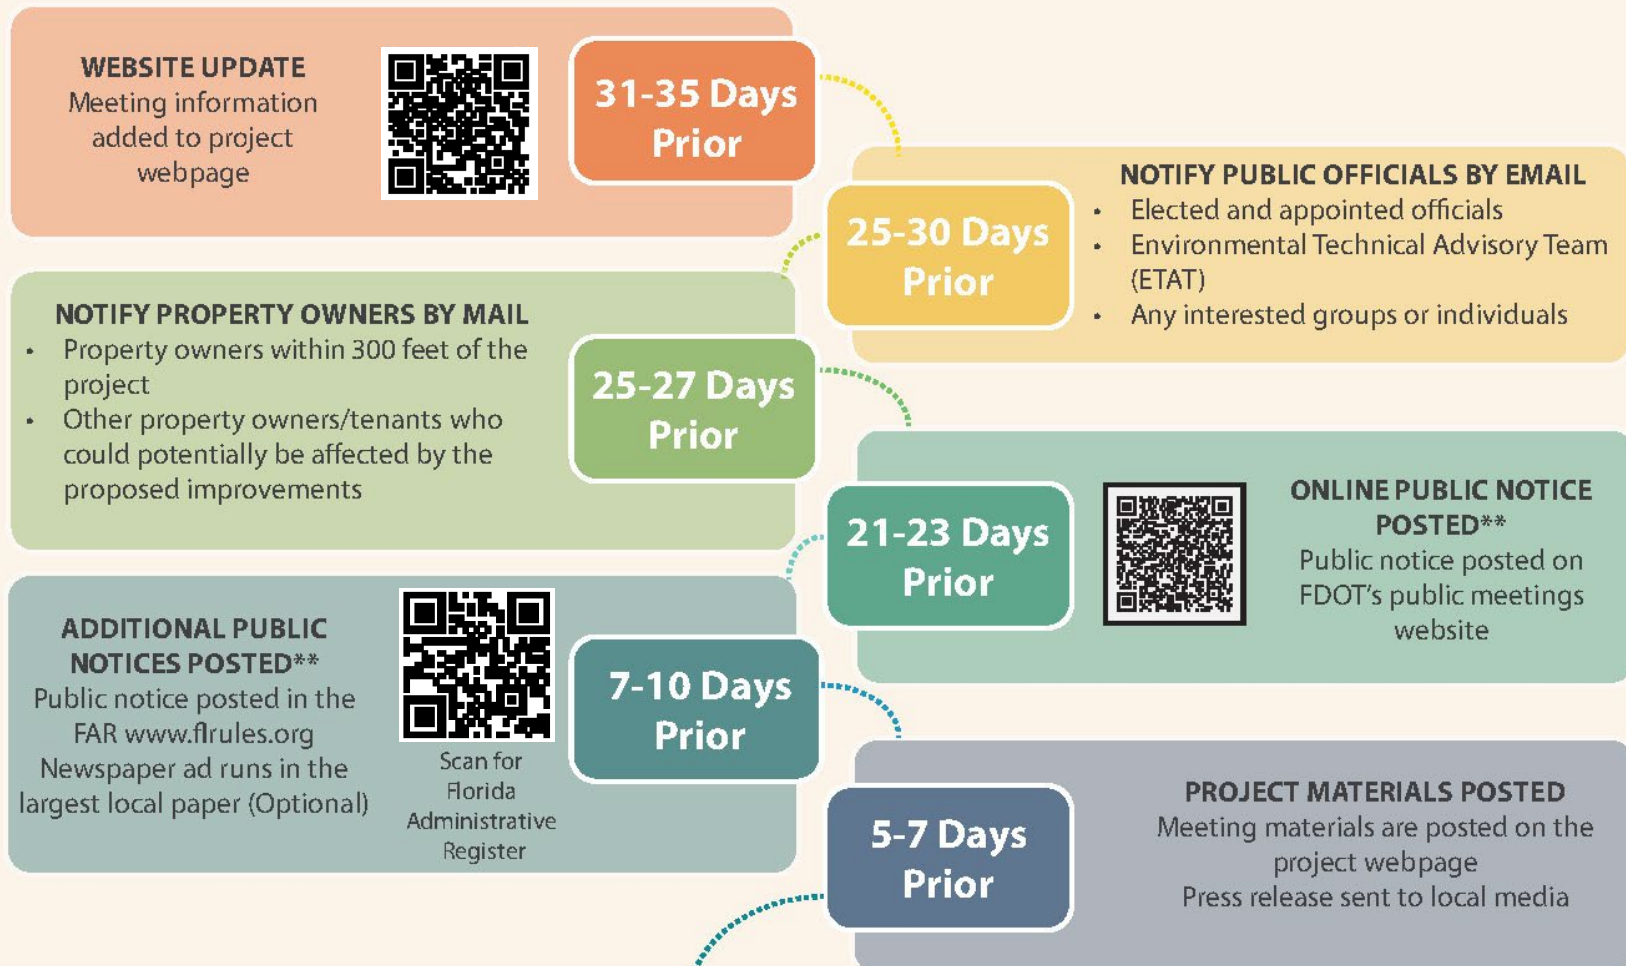 WEBSITE UPDATE
Meeting information
added to project
webpage
31-35 Days
Prior
NOTIFY PUBLIC OFFICIALS BY EMAIL
• Elected and appointed officials
• Environmental Technical Advisory Team
(ETAT)
• Any interested groups or individuals
25-30 Days
Prior
NOTIFY PROPERTY OWNERS BY MAIL
• Property owners within 300 feet of the
project
• Other property owners/tenants who
could potentially be affected by the
proposed improvements
25-27 Days
Prior
21-23 Days
Prior
ONLINE PUBLIC NOTICE
POSTED**
Public notice posted on
FDOT's public meetings
website
ADDITIONAL PUBLIC
NOTICES POSTED**
Public notice posted in the
FAR www.flrules.org
Newspaper ad runs in the
largest local paper (Optional)
Scan for
Florida
Administrative
Register
7-10 Days
Prior
5-7 Days
Prior
PROJECT MATERIALS POSTED
Meeting materials are posted on the
project webpage
Press release sent to local media